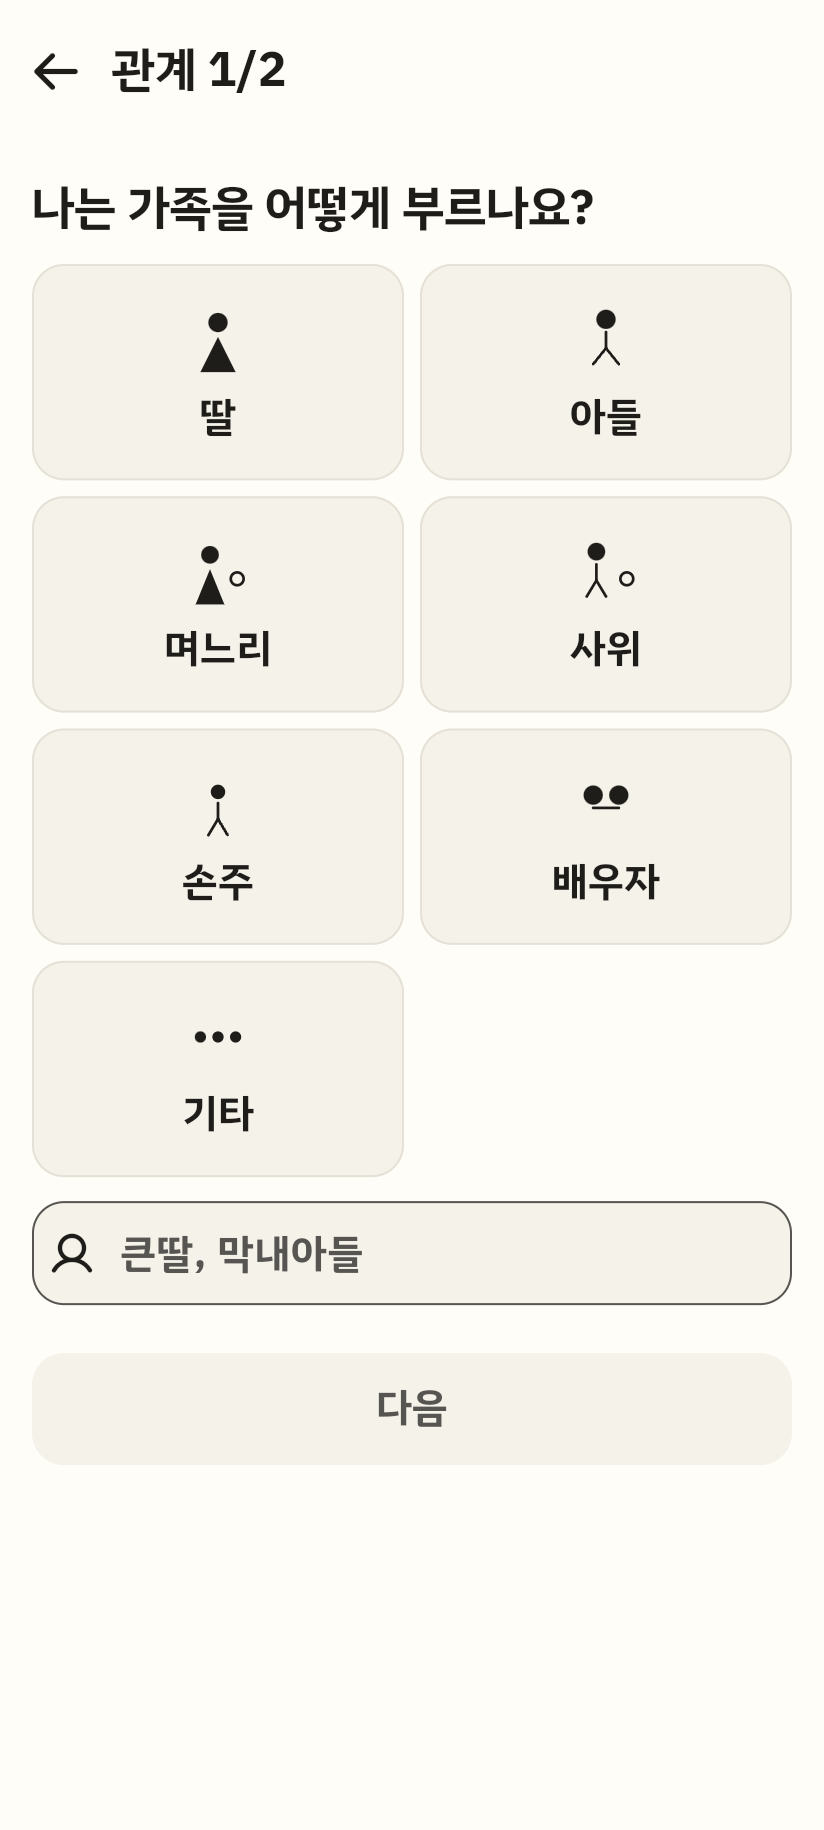 관계 1/2
나는 가족을 어떻게 부르나요?
딸
아들
며느리
사위
손주
배우자
기타
큰딸, 막내아들
다음